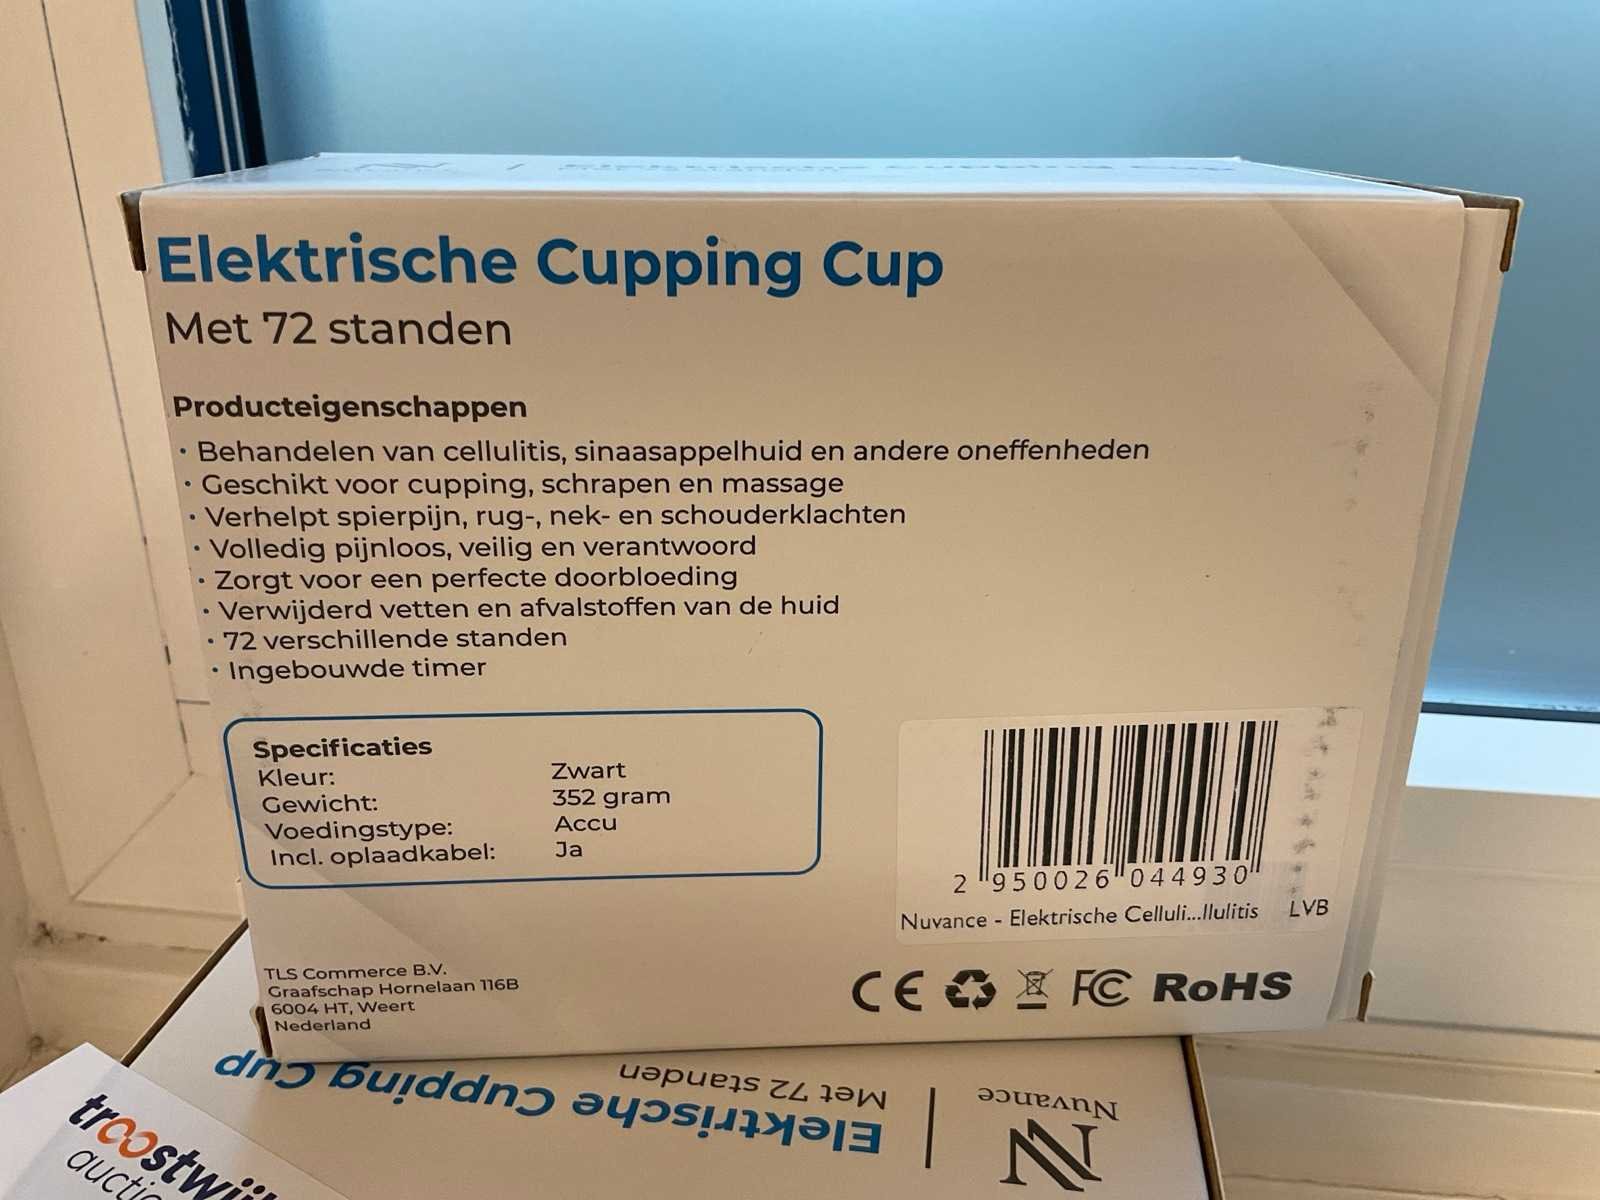 Elektrische Cupping Cup
Elektrische Cupping Cup
Met 72 standen
Producteigenschappen
· Behandelen van cellulitis, sinaasappelhuid en andere oneffenheden
· Geschikt voor cupping, schrapen en massage
· Verhelpt spierpijn, rug-, nek- en schouderklachten
· Volledig pijnloos, veilig en verantwoord
· Zorgt voor een perfecte doorbloeding
· Verwijderd vetten en afvalstoffen van de huid
· 72 verschillende standen
· Ingebouwde timer
Specificaties
Kleur: Zwart
Gewicht: 352 gram
Voedingstype: Accu
Incl. oplaadkabel: Ja
2 950026 044930
Nuvance - Elektrische Celluli...llulitis LVB
TLS Commerce B.V.
Graafschap Hornelaan 116B
6004 HT, Weert
Nederland
CE FC RoHS
Nuvance
Elektrische Cupping Cup
Met 72 standen
troostwijk